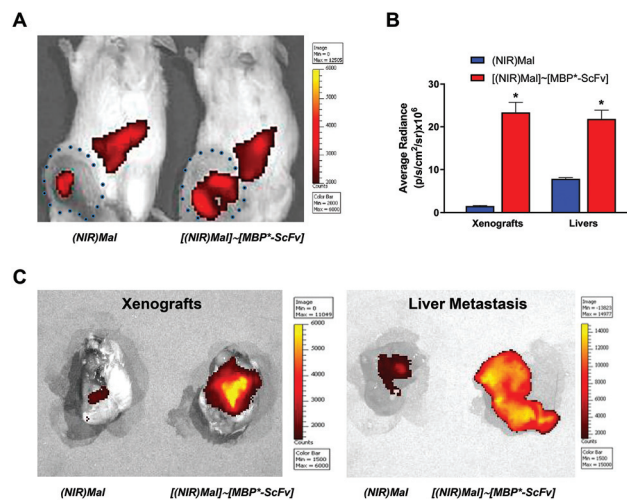 A
Image
Min = 0
Max = 12505
6000
5000
4000
3000
2000
Counts
Color Bar
Min = 2000
Max = 6000
(NIR)Mal
[(NIR)Mal]~[MBP*-ScFv]
B
(NIR)Mal
[(NIR)Mal]~[MBP*-ScFv]
Average Radiance
(p/s/cm²/sr)x10⁶
30
20
10
0
*
*
Xenografts
Livers
C
Xenografts
Image
Min = 0
Max = 11049
6000
5000
4000
3000
2000
Counts
Color Bar
Min = 1500
Max = 6000
(NIR)Mal
[(NIR)Mal]~[MBP*-ScFv]
Liver Metastasis
Image
Min = -13823
Max = 14977
14000
12000
10000
8000
6000
4000
2000
Counts
Color Bar
Min = 1500
Max = 15000
(NIR)Mal
[(NIR)Mal]~[MBP*-ScFv]